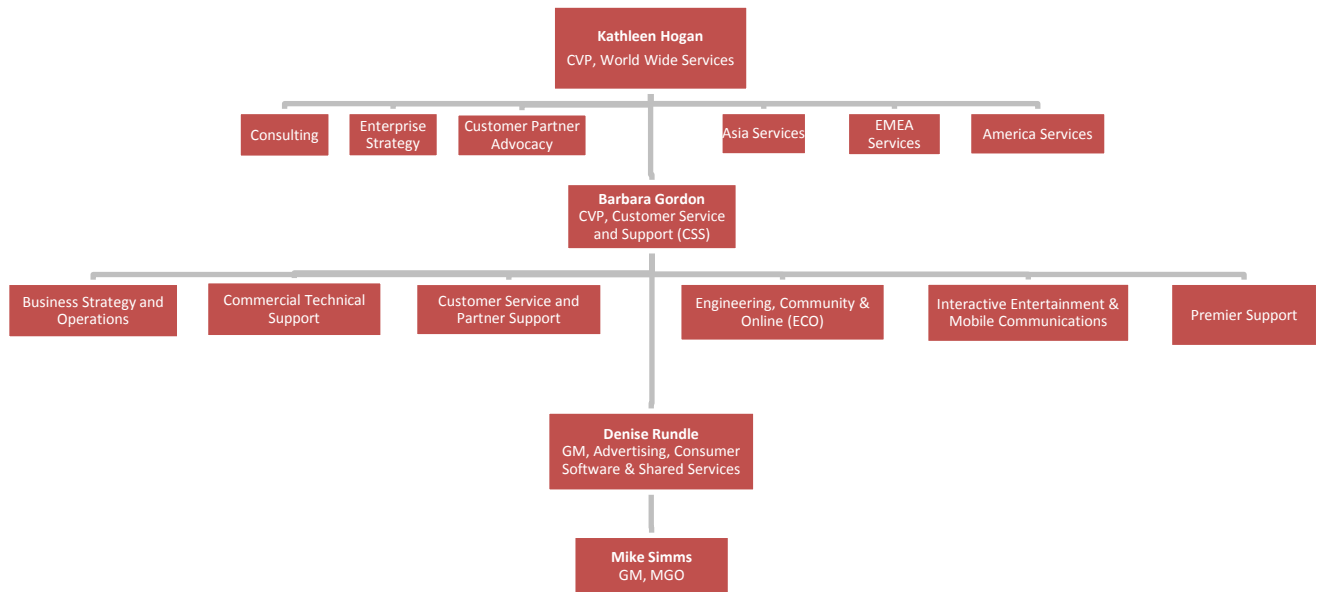 Kathleen Hogan
CVP, World Wide Services
Consulting
Enterprise
Strategy
Customer Partner
Advocacy
Asia Services
EMEA
Services
America Services
Barbara Gordon
CVP, Customer Service
and Support (CSS)
Business Strategy and
Operations
Commercial Technical
Support
Customer Service and
Partner Support
Engineering, Community &
Online (ECO)
Interactive Entertainment &
Mobile Communications
Premier Support
Denise Rundle
GM, Advertising, Consumer
Software & Shared Services
Mike Simms
GM, MGO